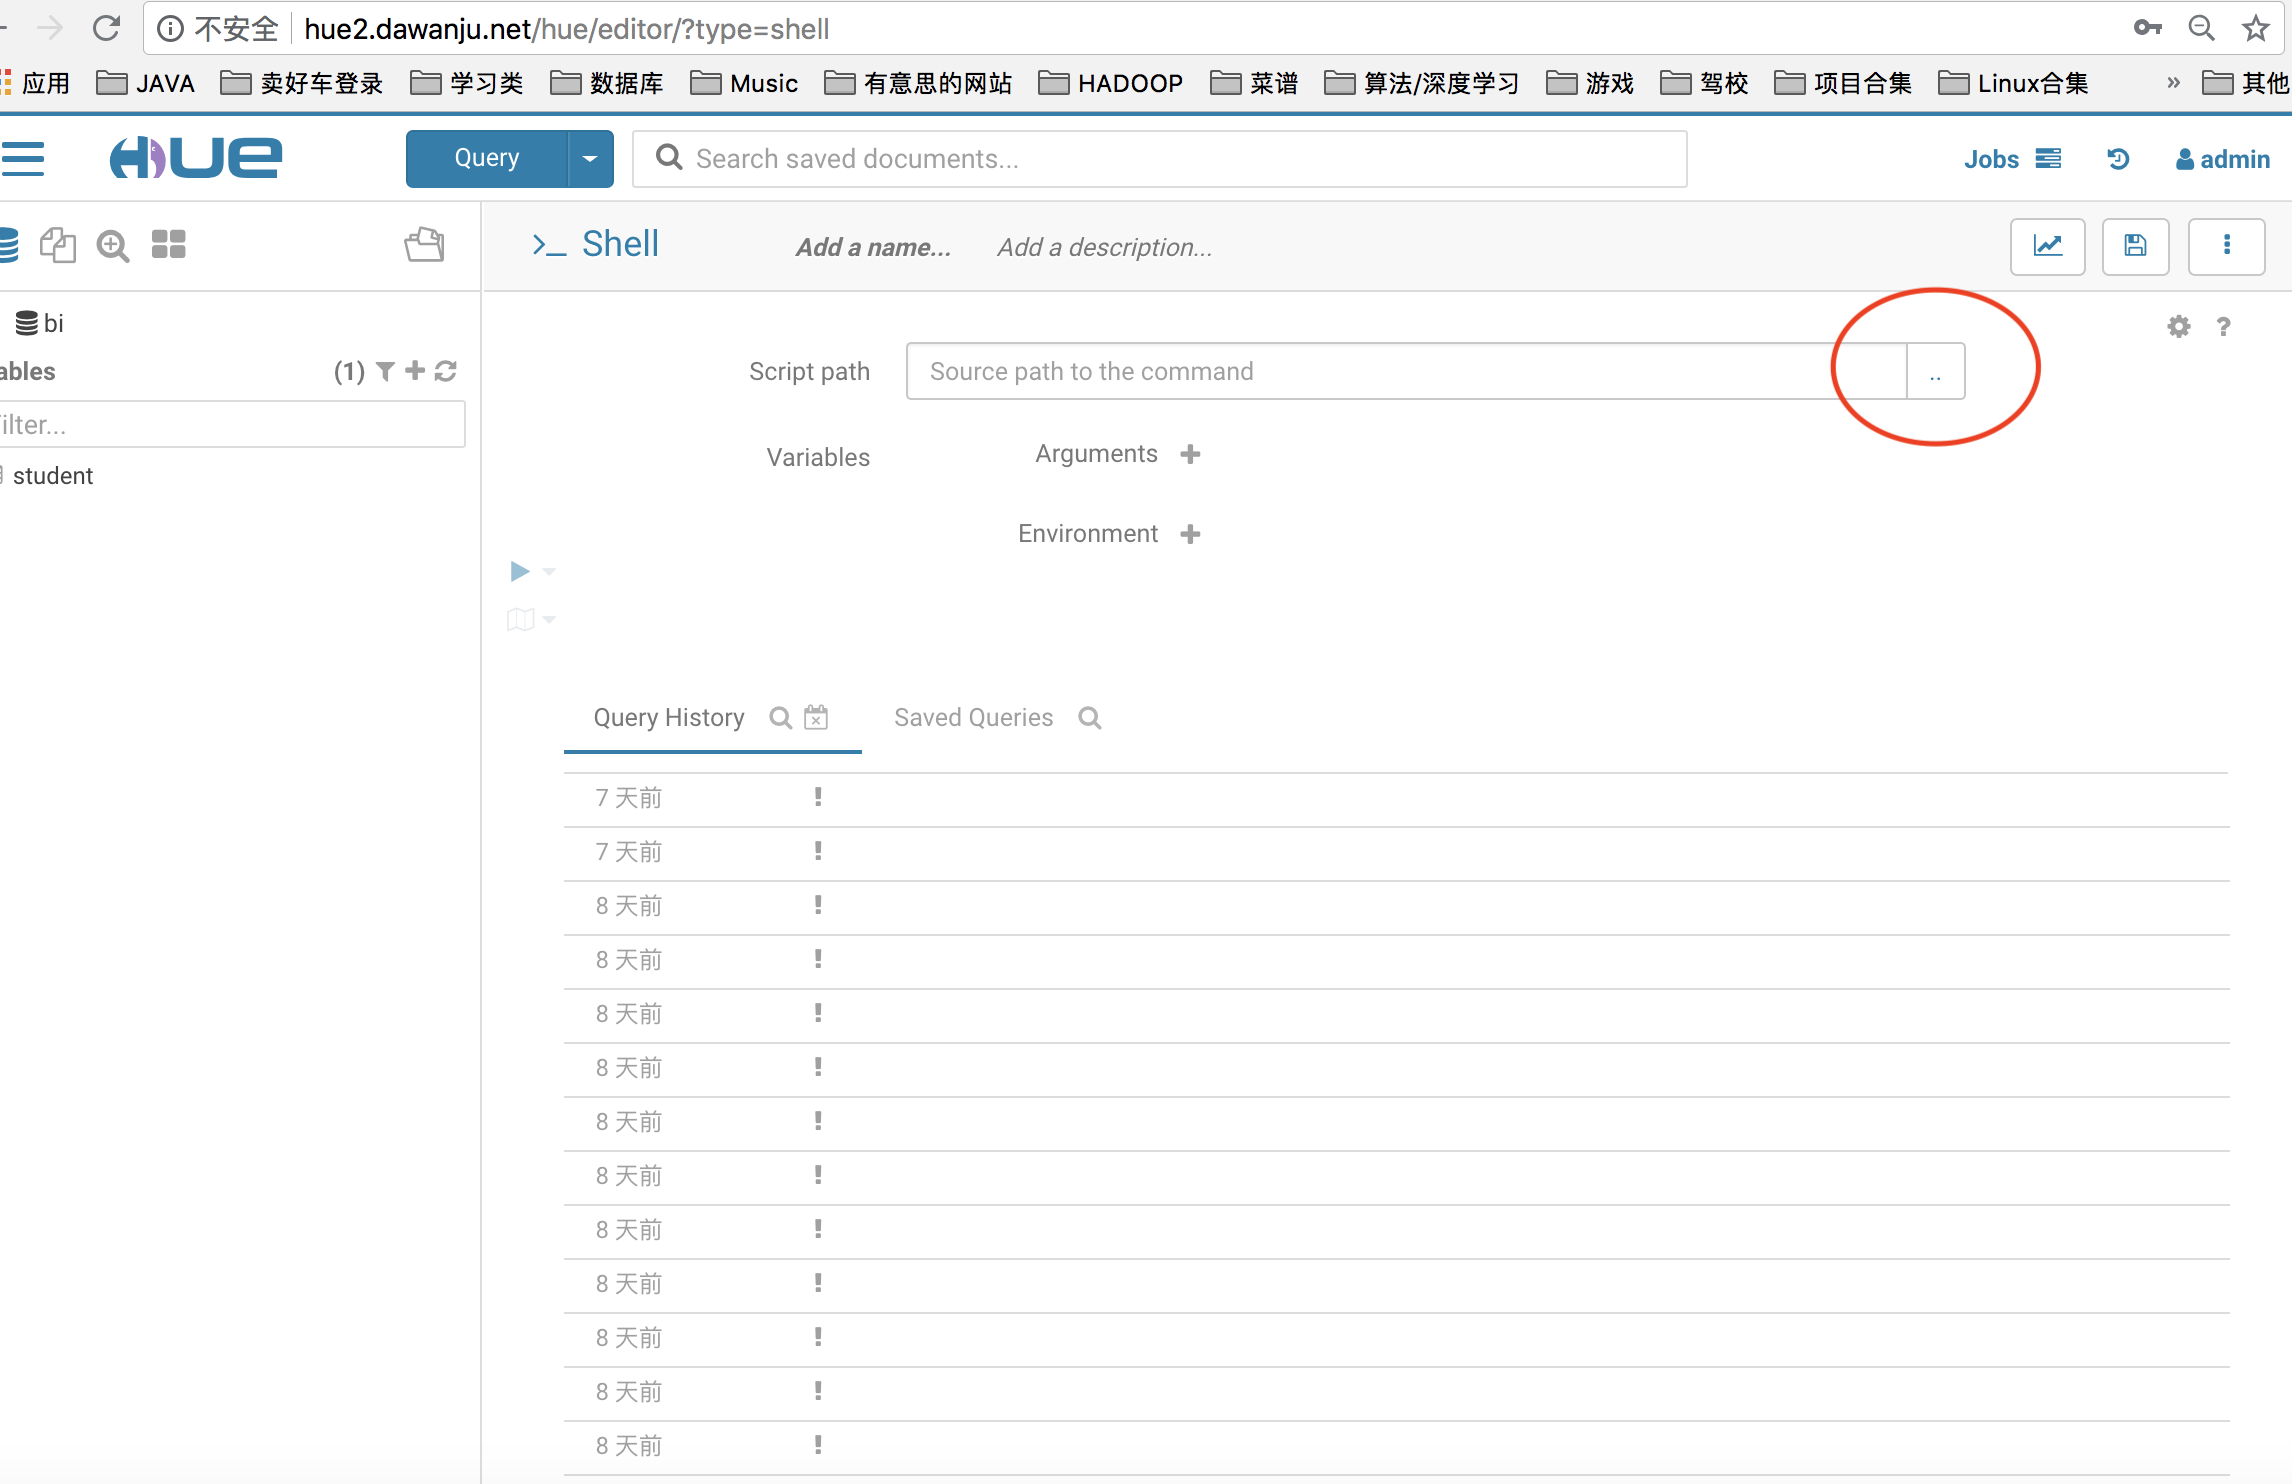 不安全 hue2.dawanju.net/hue/editor/?type=shell
应用 JAVA 卖好车登录 学习类 数据库 Music 有意思的网站 HADOOP 菜谱 算法/深度学习 游戏 驾校 项目合集 Linux合集 » 其他
HUE Query Search saved documents... Jobs admin
>_ Shell Add a name... Add a description...
bi
ables (1)
ilter...
student
Script path Source path to the command ..
?
Variables Arguments +
Environment +
Query History Saved Queries
7 天前 !
7 天前 !
8 天前 !
8 天前 !
8 天前 !
8 天前 !
8 天前 !
8 天前 !
8 天前 !
8 天前 !
8 天前 !
8 天前 !
8 天前 !